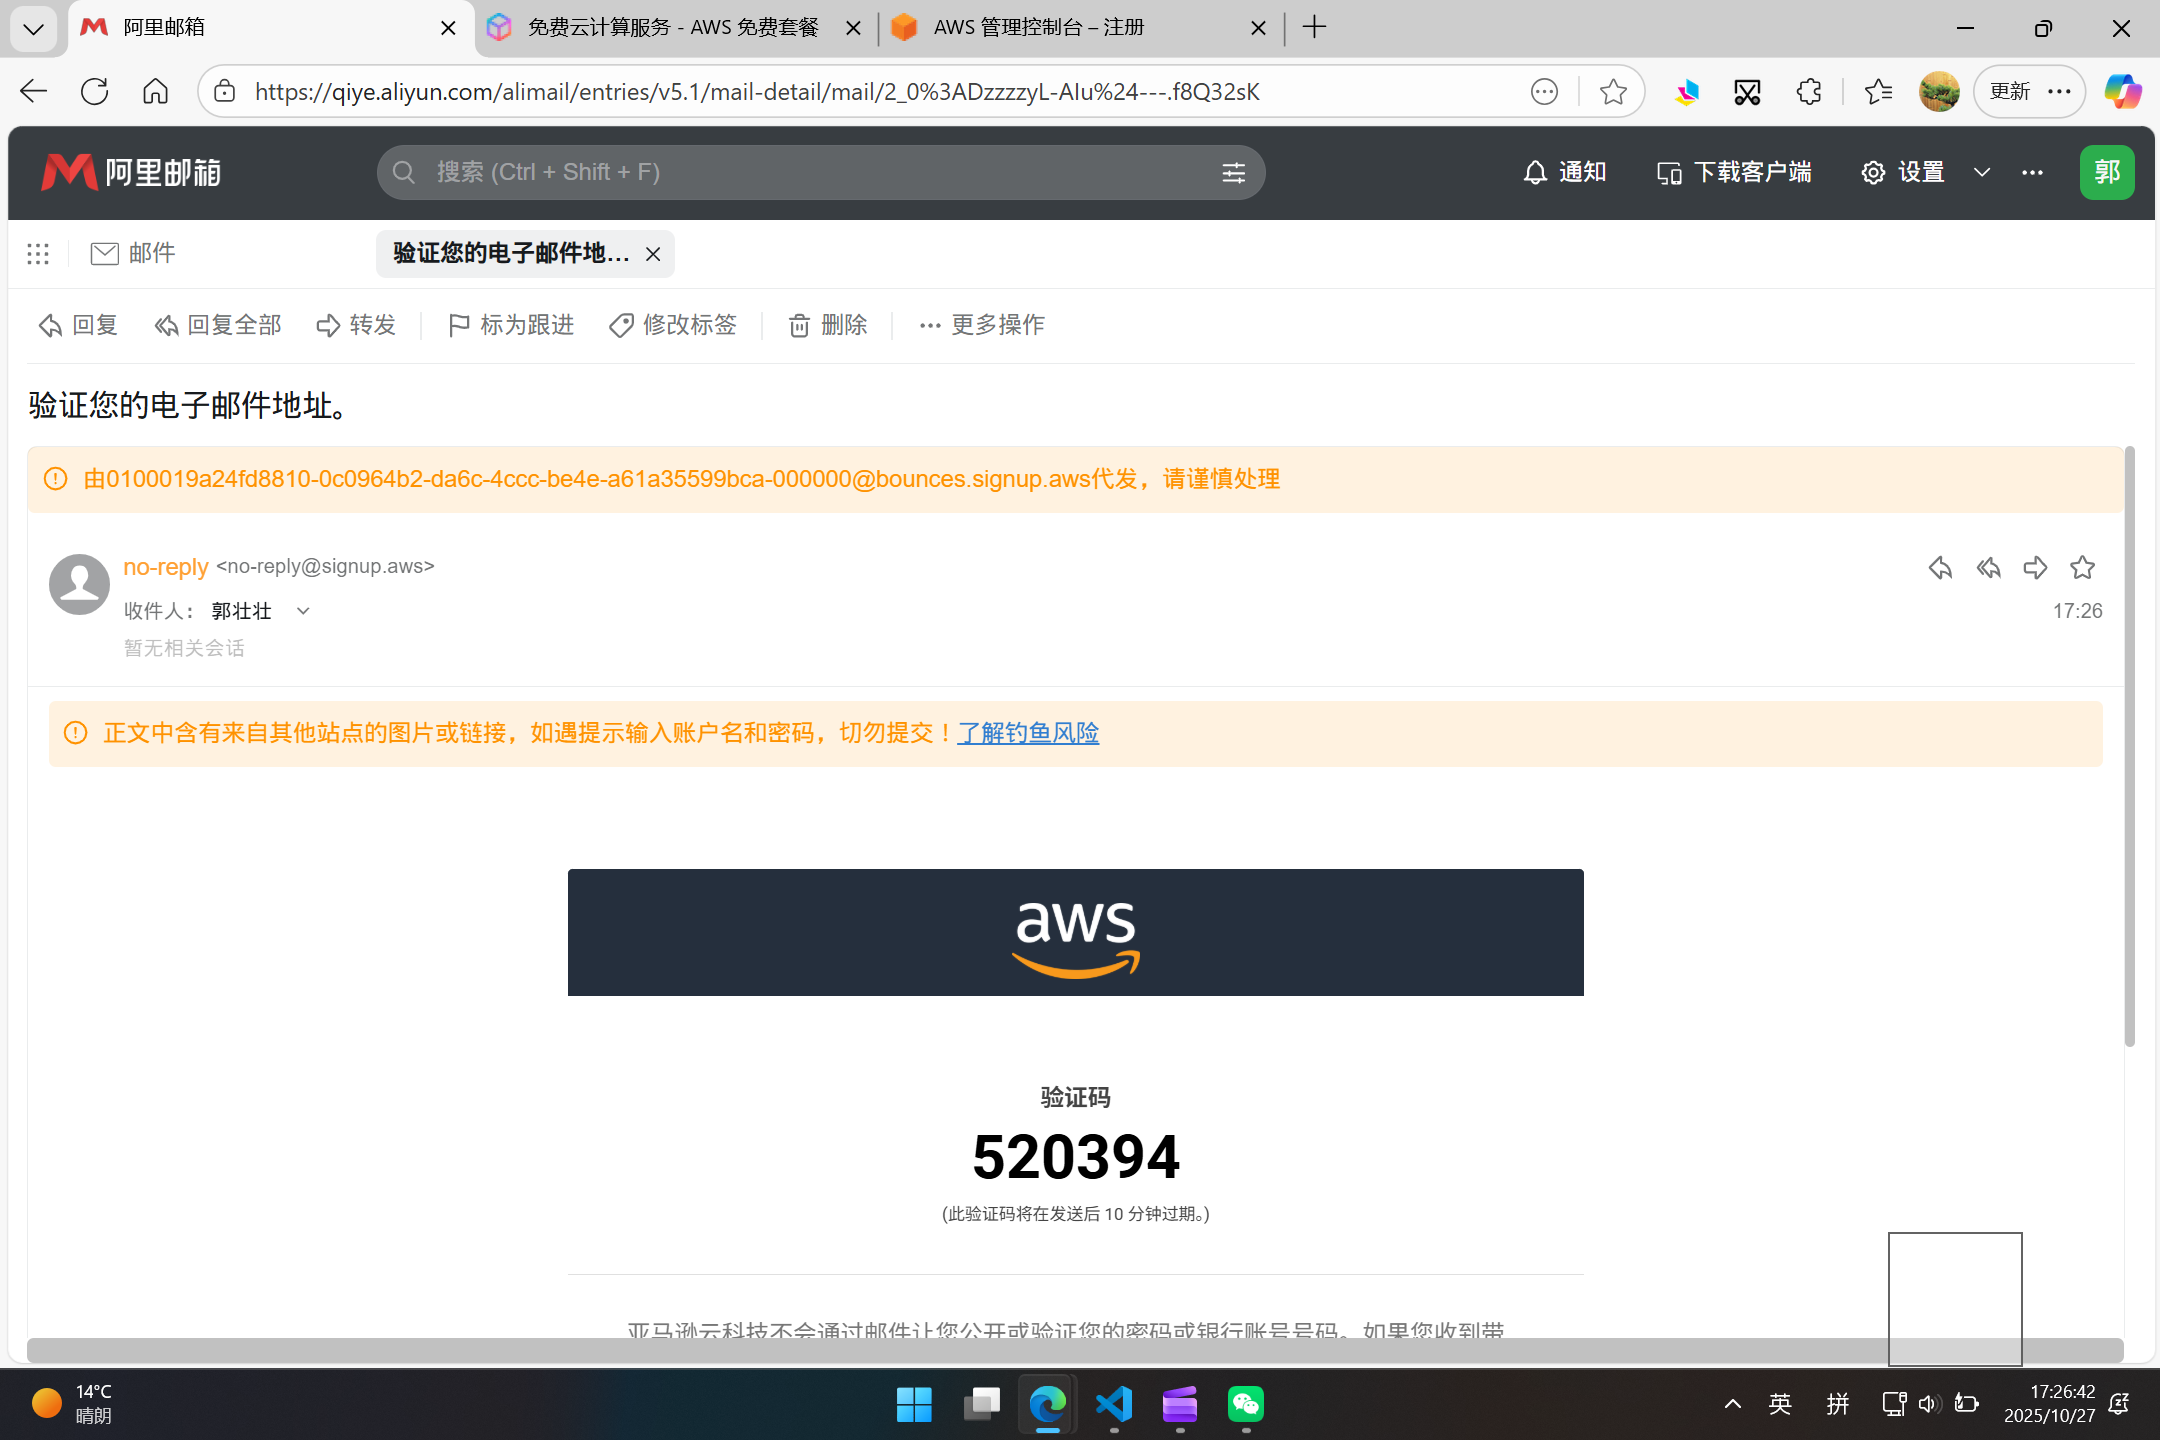 阿里邮箱
免费云计算服务 - AWS 免费套餐
AWS 管理控制台 – 注册
https://qiye.aliyun.com/alimail/entries/v5.1/mail-detail/mail/2_0%3ADzzzzyL-AIu%24---.f8Q32sK
更新
阿里邮箱
搜索 (Ctrl + Shift + F)
通知
下载客户端
设置
郭
邮件
验证您的电子邮件地...
回复
回复全部
转发
标为跟进
修改标签
删除
更多操作
验证您的电子邮件地址。
由0100019a24fd8810-0c0964b2-da6c-4ccc-be4e-a61a35599bca-000000@bounces.signup.aws代发，请谨慎处理
no-reply <no-reply@signup.aws>
收件人： 郭壮壮
17:26
暂无相关会话
正文中含有来自其他站点的图片或链接，如遇提示输入账户名和密码，切勿提交！了解钓鱼风险
aws
验证码
520394
(此验证码将在发送后 10 分钟过期。)
亚马逊云科技不会通过邮件让您公开或验证您的密码或银行账号号码。如果您收到带
14°C
晴朗
英
拼
17:26:42
2025/10/27